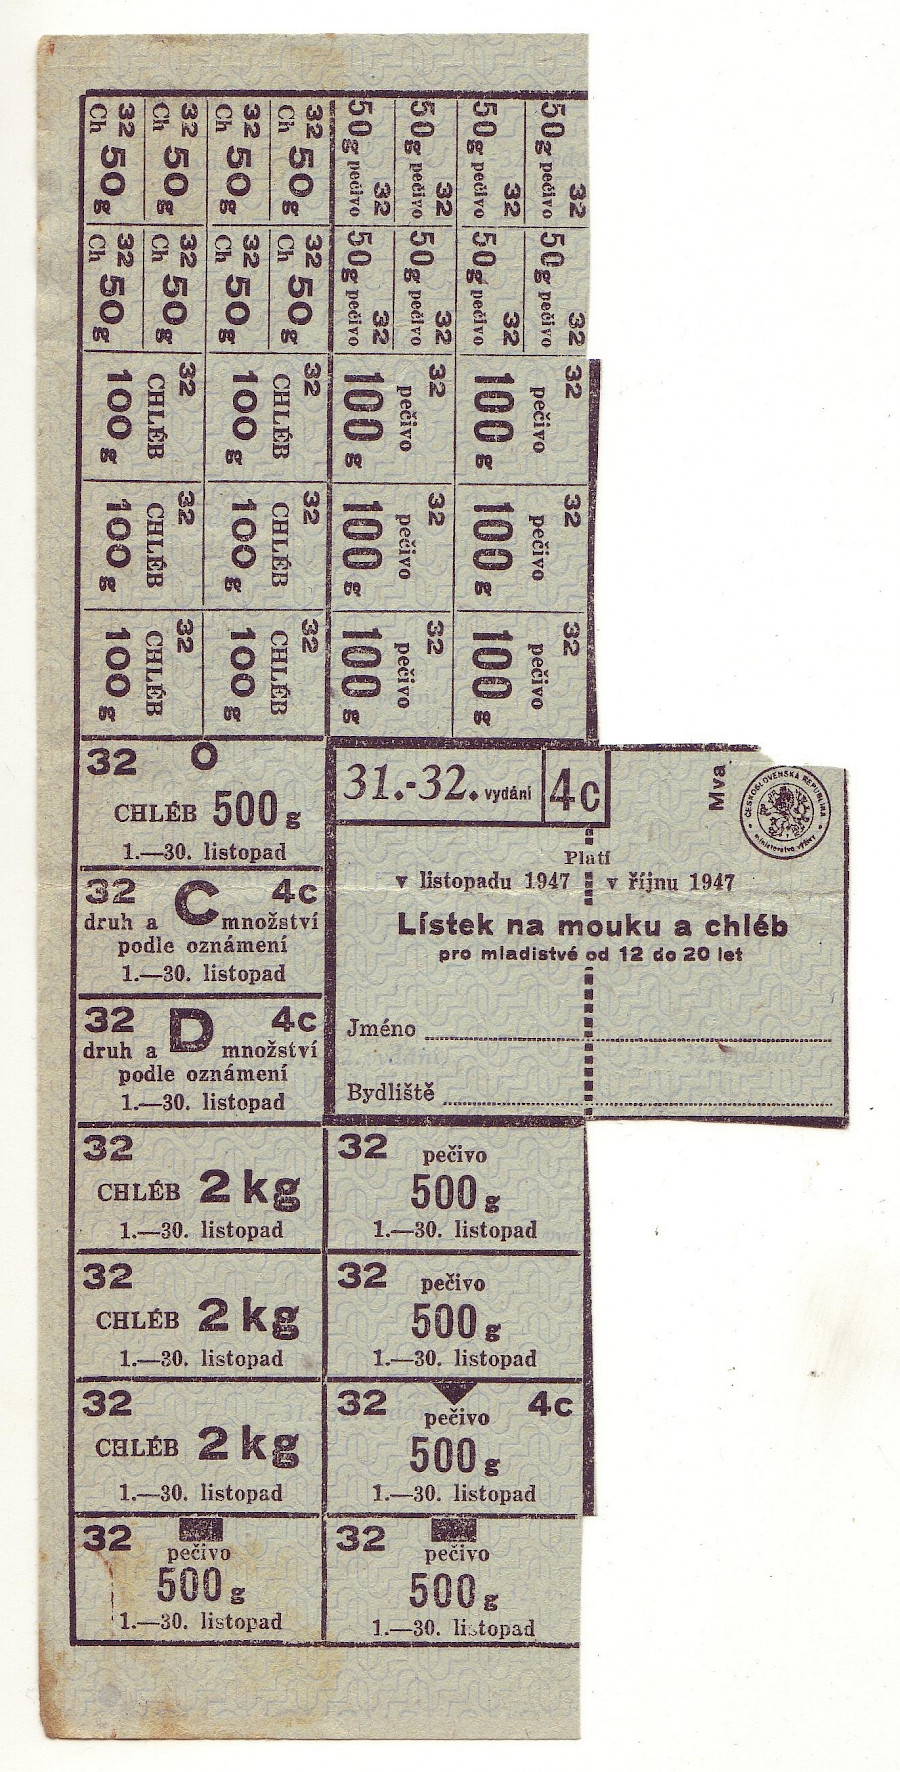 32
Ch 50 g
32
Ch 50 g
32
Ch 50 g
32
Ch 50 g
50 g pečivo
32
50 g pečivo
32
50 g pečivo
32
50 g pečivo
32
32
Ch 50 g
32
Ch 50 g
32
Ch 50 g
32
Ch 50 g
50 g pečivo
32
50 g pečivo
32
50 g pečivo
32
50 g pečivo
32
32
CHLÉB
100 g
32
CHLÉB
100 g
32
pečivo
100 g
32
pečivo
100 g
32
CHLÉB
100 g
32
CHLÉB
100 g
32
pečivo
100 g
32
pečivo
100 g
32
CHLÉB
100 g
32
CHLÉB
100 g
32
pečivo
100 g
32
pečivo
100 g
32 O
CHLÉB 500 g
1.—30. listopad
32 C 4c
druh a množství
podle oznámení
1.—30. listopad
32 D 4c
druh a množství
podle oznámení
1.—30. listopad
31.-32. vydání 4c
Mva
ČESKOSLOVENSKÁ REPUBLIKA
ministerstvo výživy
Platí
v listopadu 1947 v říjnu 1947
Lístek na mouku a chléb
pro mladistvé od 12 do 20 let
Jméno
Bydliště
32
CHLÉB 2 kg
1.—30. listopad
32 pečivo
500 g
1.—30. listopad
32
CHLÉB 2 kg
1.—30. listopad
32 pečivo
500 g
1.—30. listopad
32
CHLÉB 2 kg
1.—30. listopad
32 pečivo 4c
500 g
1.—30. listopad
32
pečivo
500 g
1.—30. listopad
32
pečivo
500 g
1.—30. listopad